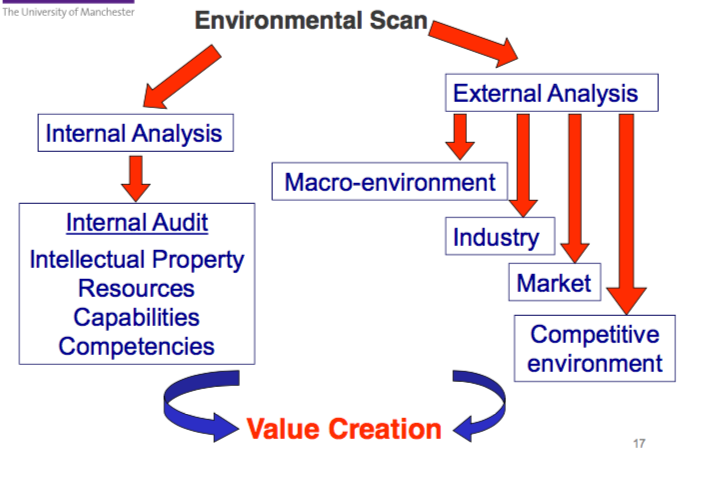 The University of Manchester
Environmental Scan
External Analysis
Internal Analysis
Macro-environment
Internal Audit
Intellectual Property
Resources
Capabilities
Competencies
Industry
Market
Competitive
environment
Value Creation
17